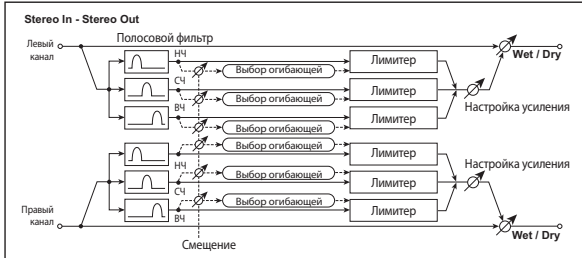 Stereo In - Stereo Out
Левый
канал
Полосовой фильтр
НЧ
Выбор огибающей
Лимитер
Wet / Dry
СЧ
Выбор огибающей
Лимитер
Настройка усиления
ВЧ
Выбор огибающей
Лимитер
Выбор огибающей
НЧ
Лимитер
Настройка усиления
Выбор огибающей
СЧ
Лимитер
Выбор огибающей
ВЧ
Лимитер
Правый
канал
Смещение
Wet / Dry